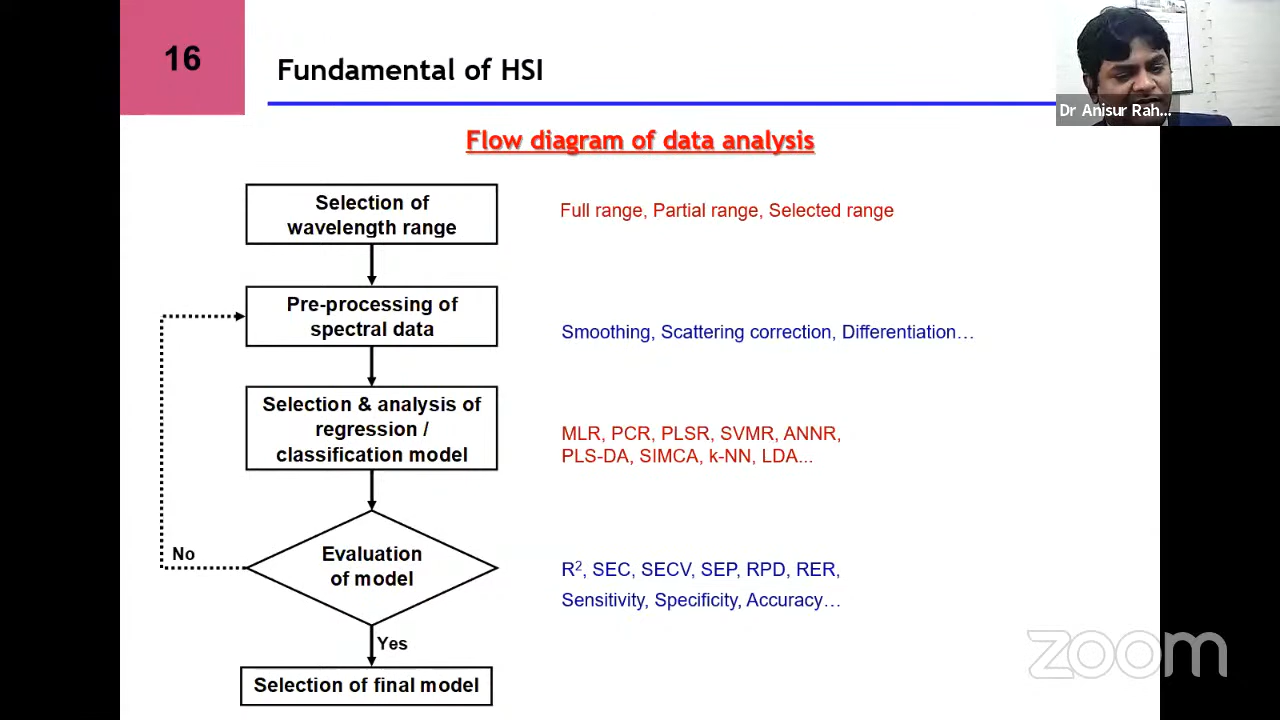 16
Fundamental of HSI
Dr Anisur Rah...
Flow diagram of data analysis
Selection of
wavelength range
Full range, Partial range, Selected range
Pre-processing of
spectral data
Smoothing, Scattering correction, Differentiation…
Selection & analysis of
regression /
classification model
MLR, PCR, PLSR, SVMR, ANNR,
PLS-DA, SIMCA, k-NN, LDA...
No
Evaluation
of model
R², SEC, SECV, SEP, RPD, RER,
Sensitivity, Specificity, Accuracy…
Yes
zoom
Selection of final model